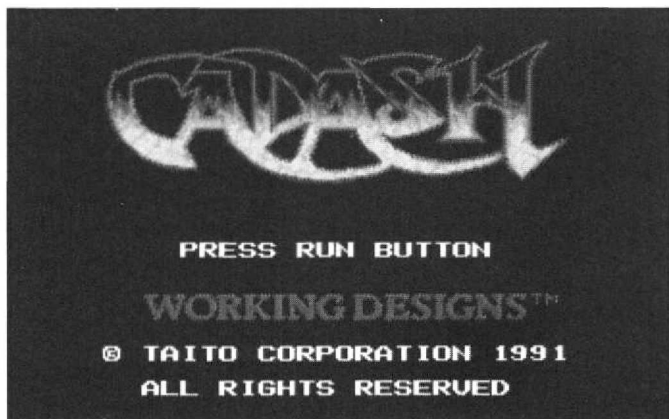 CADASH
PRESS RUN BUTTON
WORKING DESIGNS™
© TAITO CORPORATION 1991
ALL RIGHTS RESERVED